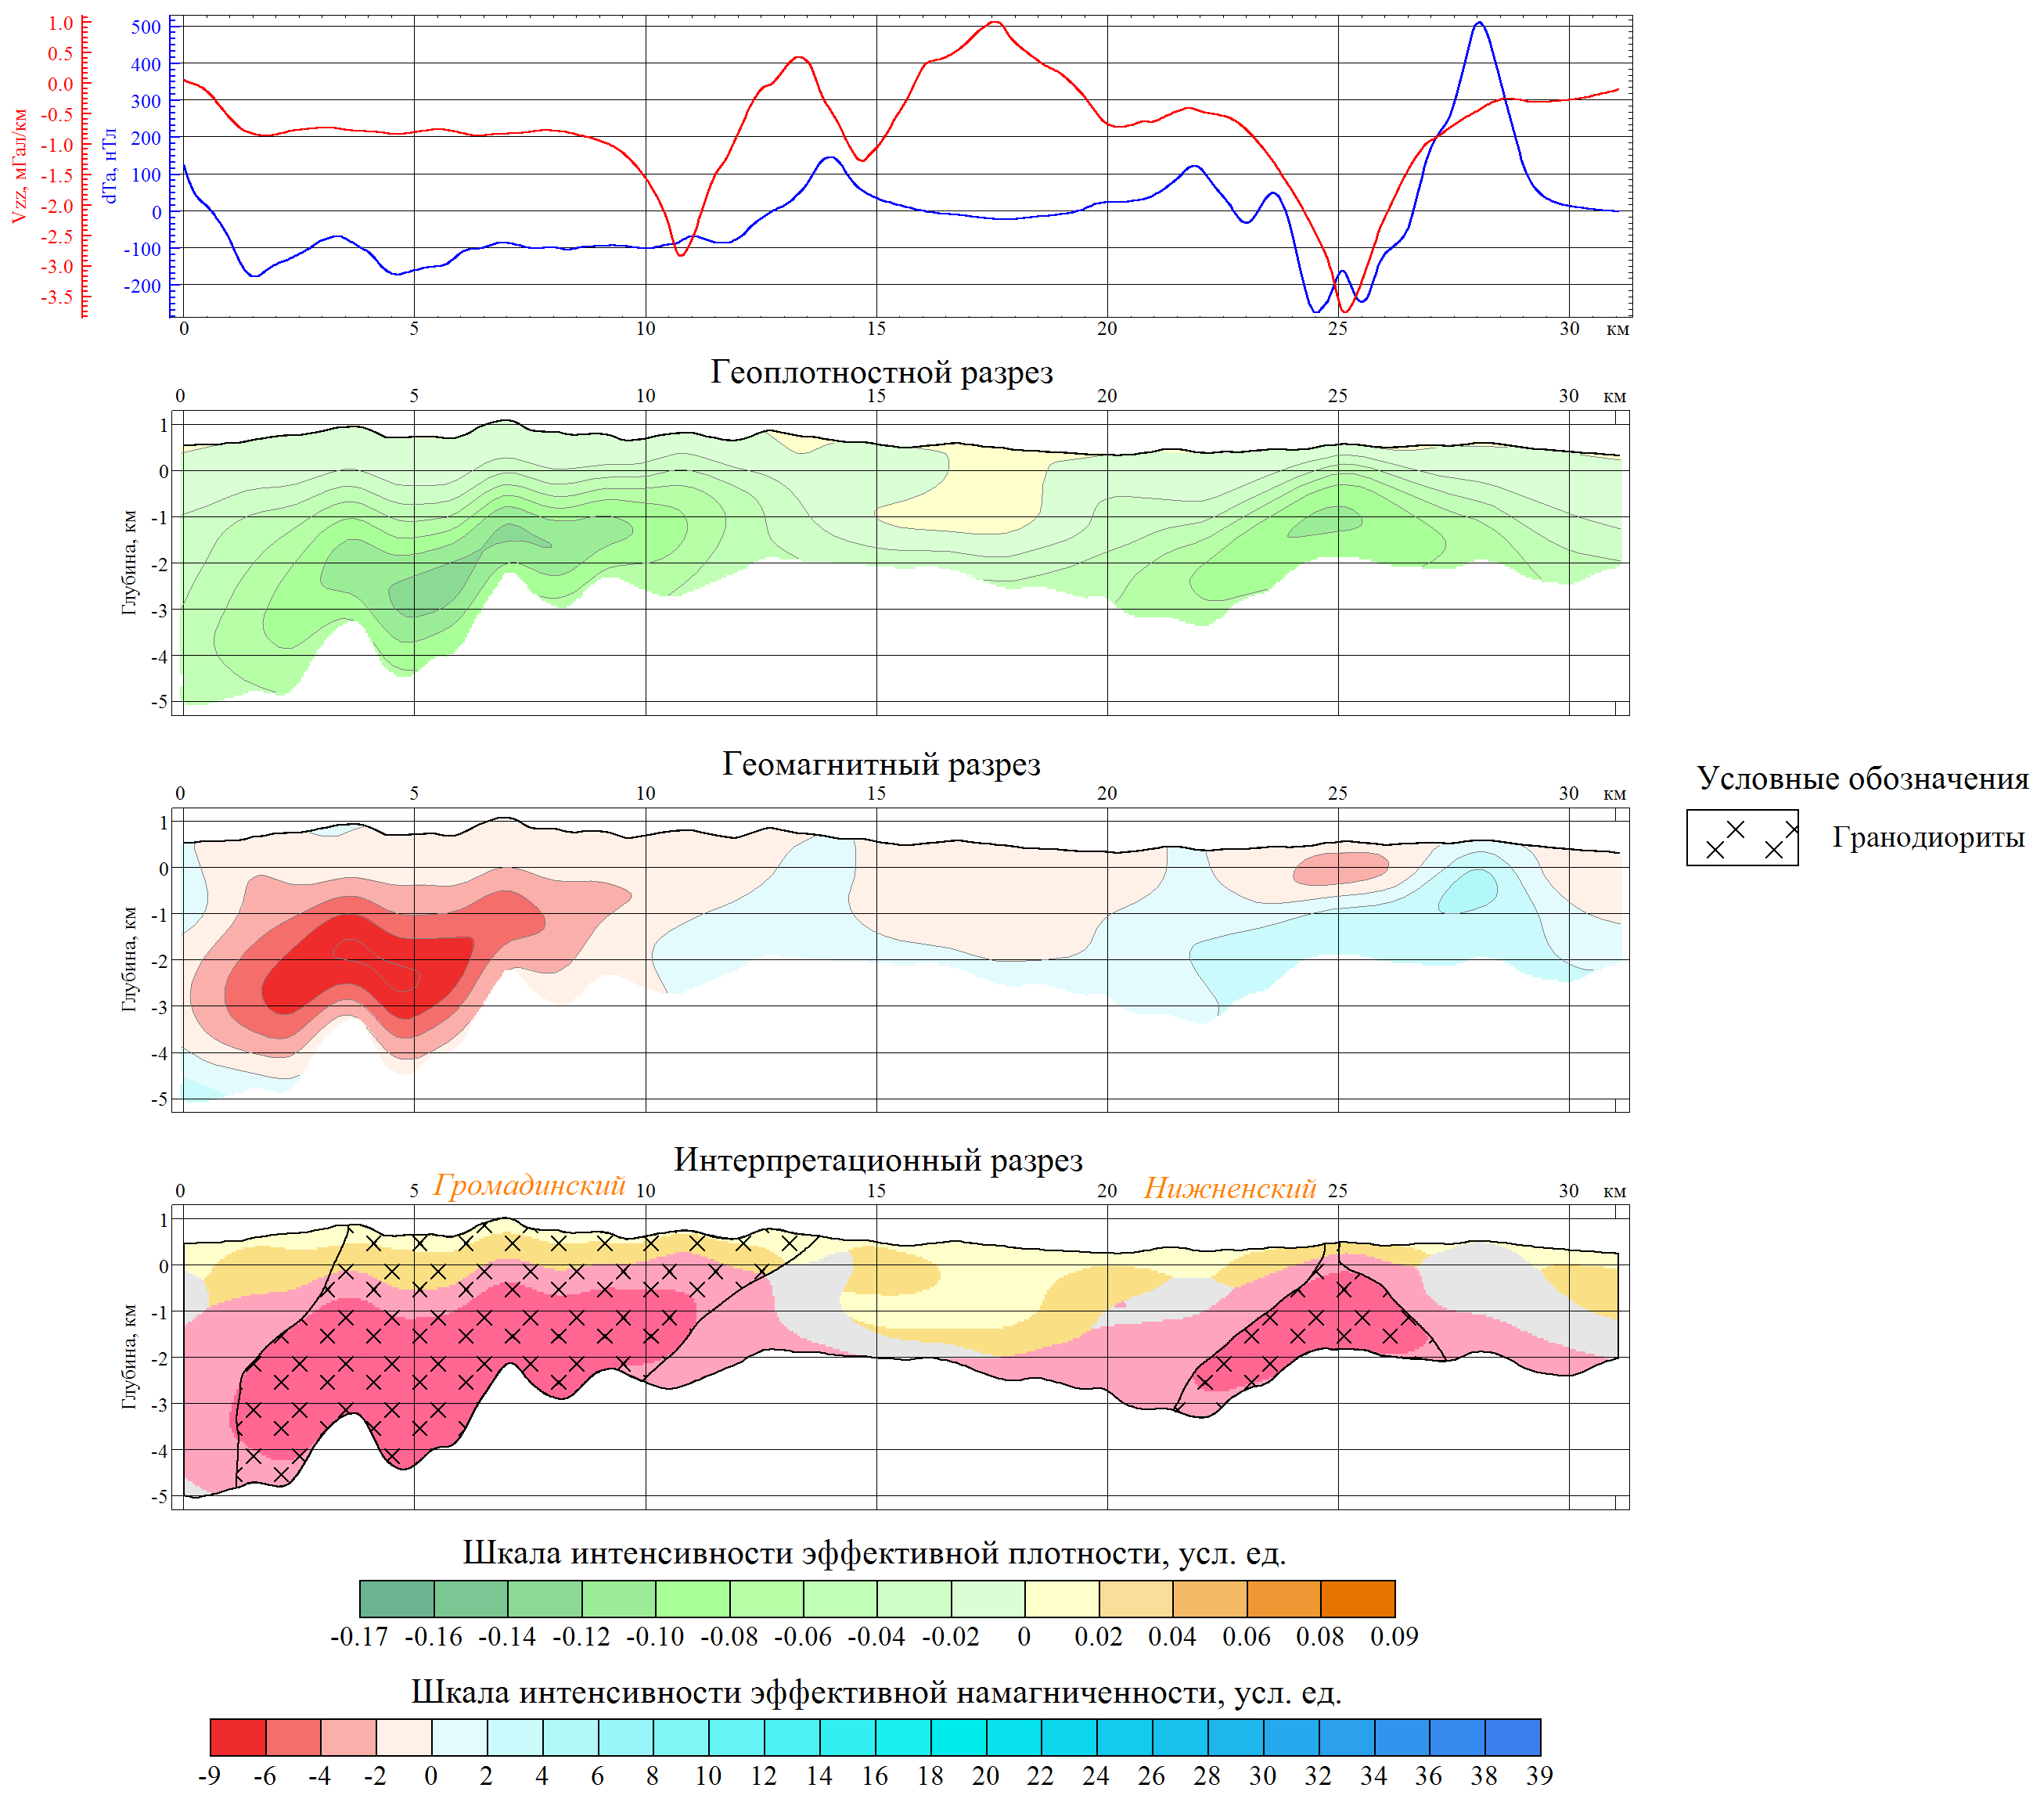 Vzz, мГал/км
1.0
0.5
0.0
-0.5
-1.0
-1.5
-2.0
-2.5
-3.0
-3.5
dTa, нТл
500
400
300
200
100
0
-100
-200
0 5 10 15 20 25 30 км
Геоплотностной разрез
0 5 10 15 20 25 30 км
Глубина, км
1
0
-1
-2
-3
-4
-5
Геомагнитный разрез
0 5 10 15 20 25 30 км
Глубина, км
1
0
-1
-2
-3
-4
-5
Условные обозначения
Гранодиориты
Интерпретационный разрез
0 5 Громадинский 10 15 20 Нижненский 25 30 км
Глубина, км
1
0
-1
-2
-3
-4
-5
Шкала интенсивности эффективной плотности, усл. ед.
-0.17 -0.16 -0.14 -0.12 -0.10 -0.08 -0.06 -0.04 -0.02 0 0.02 0.04 0.06 0.08 0.09
Шкала интенсивности эффективной намагниченности, усл. ед.
-9 -6 -4 -2 0 2 4 6 8 10 12 14 16 18 20 22 24 26 28 30 32 34 36 38 39